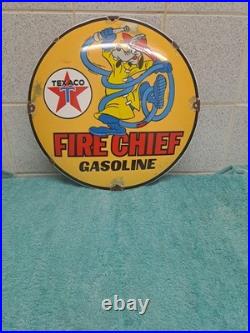 TEXACO
T
FIRE CHIEF
GASOLINE